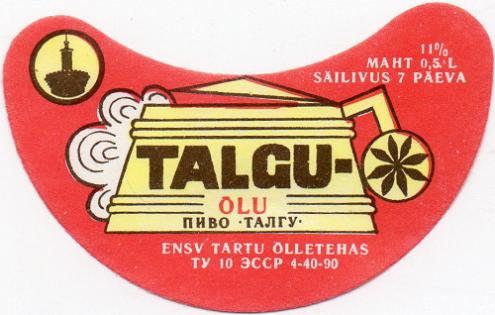 11%
MAHT 0,5 L
SÄILIVUS 7 PÄEVA
TALGU-
ÕLU
ПИВО ·ТАЛГУ·
ENSV TARTU ÕLLETEHAS
ТУ 10 ЭССР 4-40-90